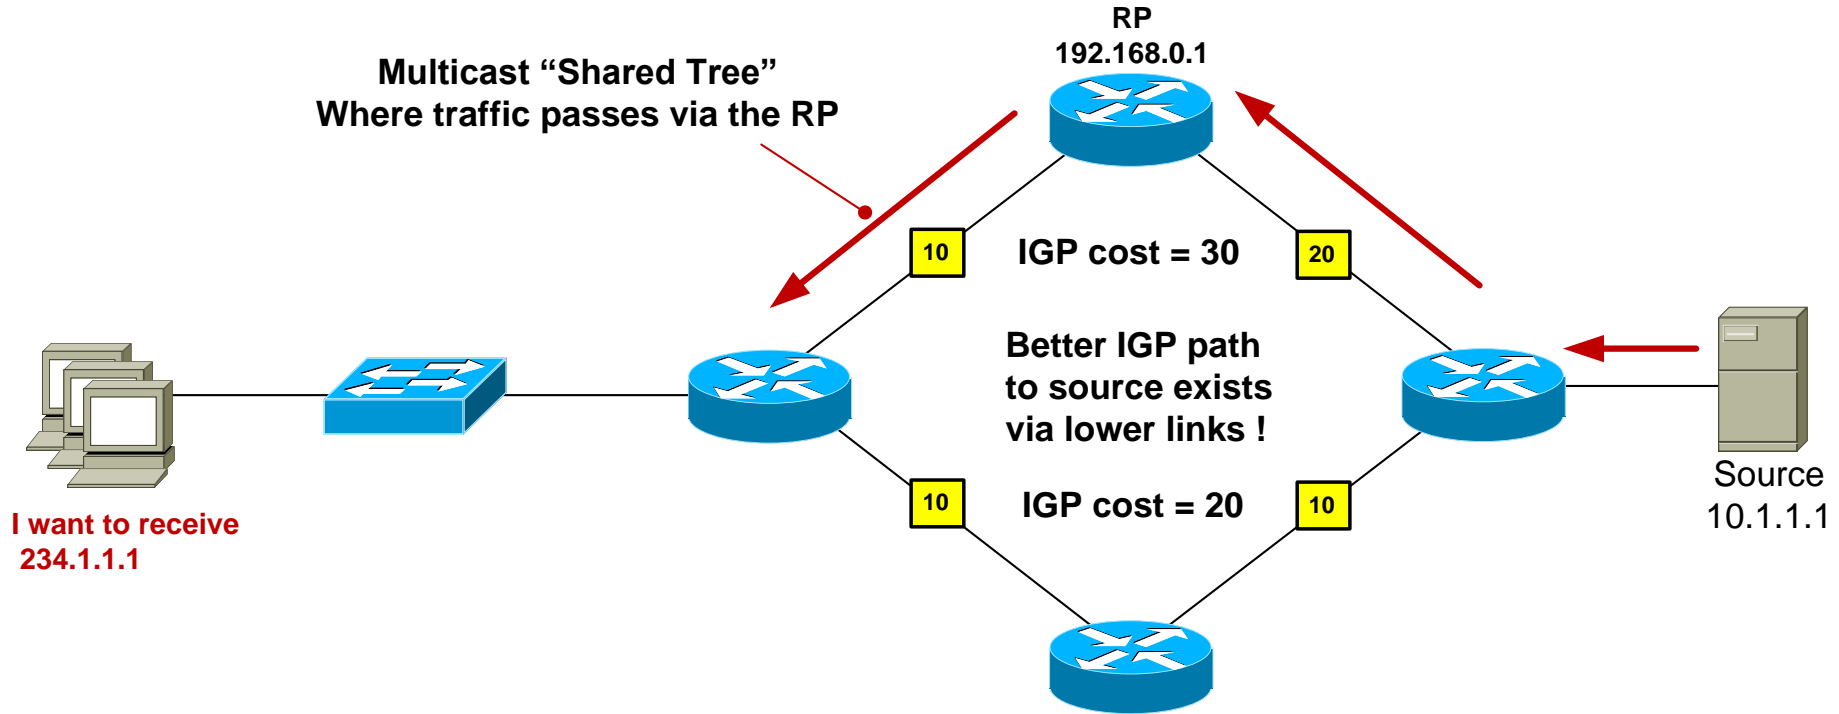 RP
192.168.0.1
Multicast “Shared Tree”
Where traffic passes via the RP
10
IGP cost = 30
20
Better IGP path
to source exists
via lower links !
10
IGP cost = 20
10
Source
10.1.1.1
I want to receive
234.1.1.1